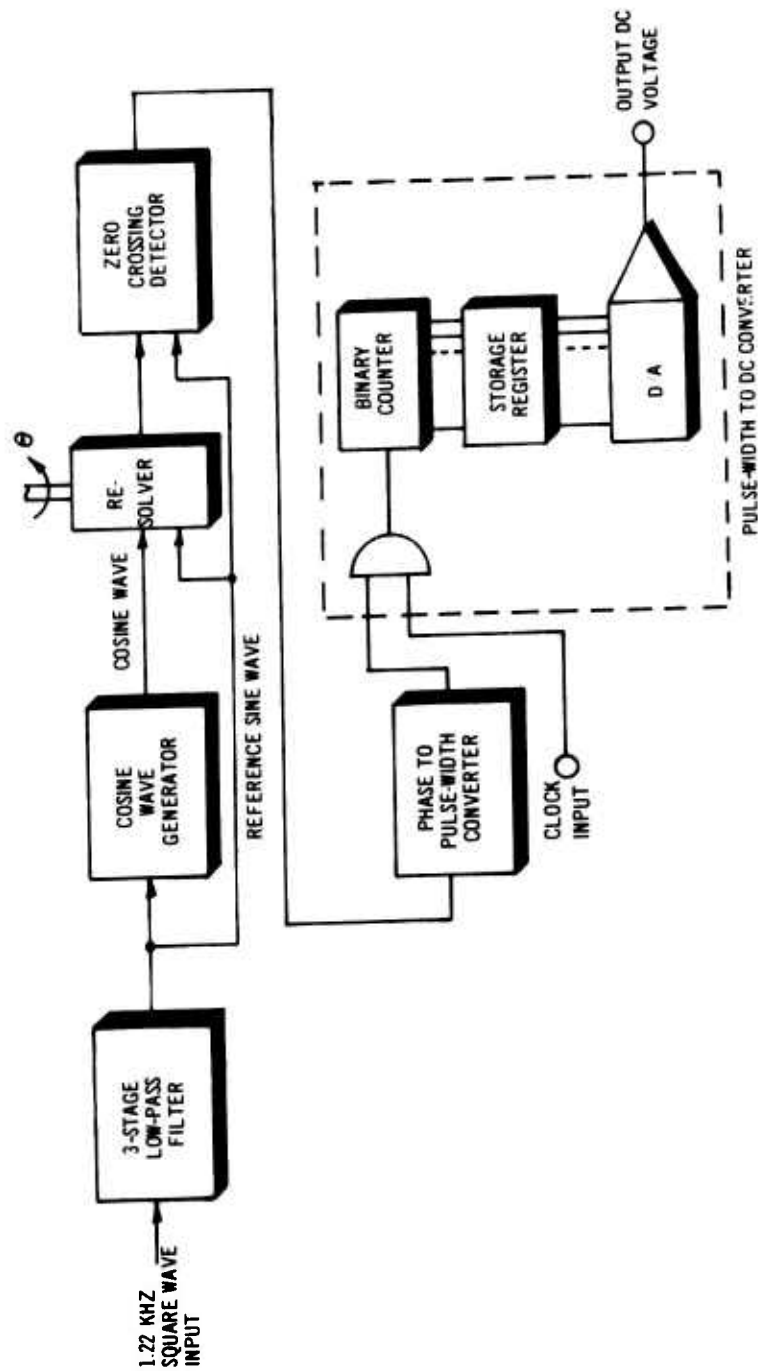 1.22 KHZ
SQUARE WAVE
INPUT
3-STAGE
LOW-PASS
FILTER
COSINE
WAVE
GENERATOR
COSINE WAVE
REFERENCE SINE WAVE
θ
RE-
SOLVER
ZERO
CROSSING
DETECTOR
PHASE TO
PULSE-WIDTH
CONVERTER
CLOCK
INPUT
BINARY
COUNTER
STORAGE
REGISTER
D/A
OUTPUT DC
VOLTAGE
PULSE-WIDTH TO DC CONVERTER